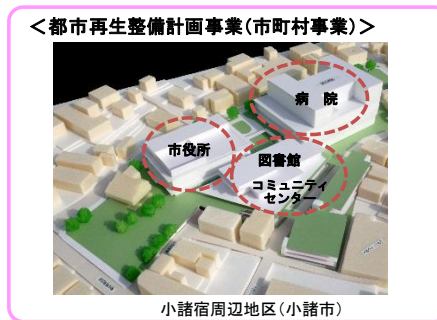 ＜都市再生整備計画事業(市町村事業)＞
病　院
市役所
図書館
コミュニティ
センター
小諸宿周辺地区(小諸市)